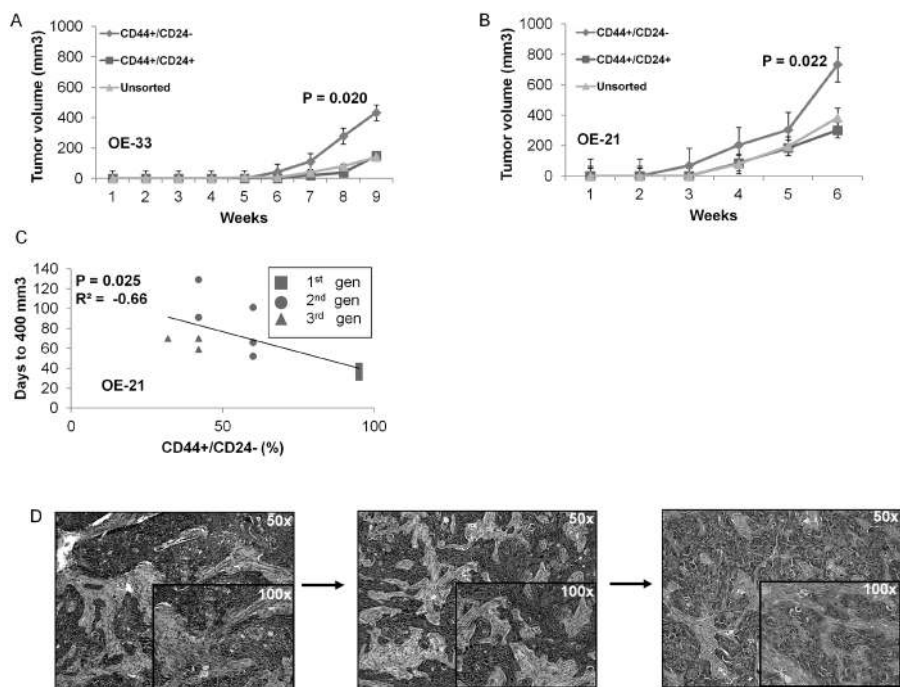 A
Tumor volume (mm3)
1000
800
600
400
200
0
CD44+/CD24-
CD44+/CD24+
Unsorted
P = 0.020
OE-33
1 2 3 4 5 6 7 8 9
Weeks
B
Tumor volume (mm3)
1000
800
600
400
200
0
CD44+/CD24-
CD44+/CD24+
Unsorted
P = 0.022
OE-21
1 2 3 4 5 6
Weeks
C
Days to 400 mm3
140
120
100
80
60
40
20
0
P = 0.025
R² = -0.66
1st gen
2nd gen
3rd gen
OE-21
0 50 100
CD44+/CD24- (%)
D
50x
100x
50x
100x
50x
100x